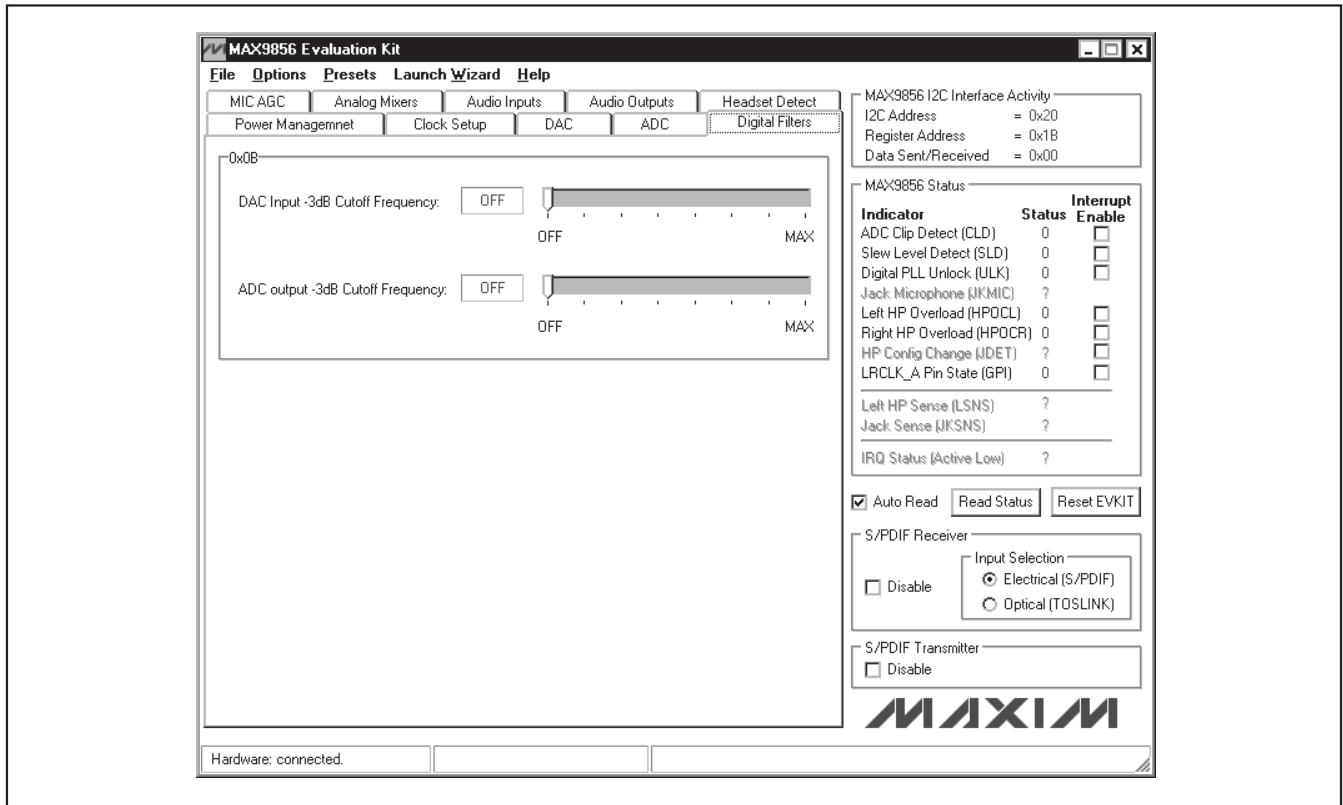 MAX9856 Evaluation Kit
File Options Presets Launch Wizard Help
MIC AGC Analog Mixers Audio Inputs Audio Outputs Headset Detect
Power Managemnet Clock Setup DAC ADC Digital Filters
0x0B
DAC Input -3dB Cutoff Frequency: OFF
OFF MAX
ADC output -3dB Cutoff Frequency: OFF
OFF MAX
MAX9856 I2C Interface Activity
I2C Address = 0x20
Register Address = 0x1B
Data Sent/Received = 0x00
MAX9856 Status
Indicator Status Interrupt Enable
ADC Clip Detect (CLD) 0
Slew Level Detect (SLD) 0
Digital PLL Unlock (ULK) 0
Jack Microphone (JKMIC) ?
Left HP Overload (HPOCL) 0
Right HP Overload (HPOCR) 0
HP Config Change (JDET) ?
LRCLK_A Pin State (GPI) 0
Left HP Sense (LSNS) ?
Jack Sense (JKSNS) ?
IRQ Status (Active Low) ?
Auto Read Read Status Reset EVKIT
S/PDIF Receiver
Disable
Input Selection
Electrical (S/PDIF)
Optical (TOSLINK)
S/PDIF Transmitter
Disable
MAXIM
Hardware: connected.